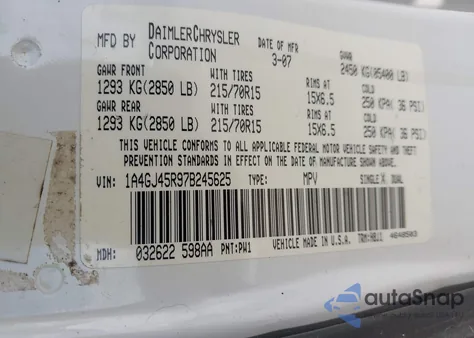 MFD BY DAIMLERCHRYSLER CORPORATION DATE OF MFR 3-07 GVWR 2450 KG(05400 LB)
GAWR FRONT WITH TIRES RIMS AT COLD
1293 KG(2850 LB) 215/70R15 15X6.5 250 KPA( 36 PSI)
GAWR REAR WITH TIRES RIMS AT COLD
1293 KG(2850 LB) 215/70R15 15X6.5 250 KPA( 36 PSI)
THIS VEHICLE CONFORMS TO ALL APPLICABLE FEDERAL MOTOR VEHICLE SAFETY, BUMPER, AND THEFT
PREVENTION STANDARDS IN EFFECT ON THE DATE OF MANUFACTURE SHOWN ABOVE.
VIN: 1A4GJ45R97B245625 TYPE: MPV SINGLE X DUAL
MDH: 032622 598AA PNT:PW1 VEHICLE MADE IN U.S.A.
autoSnap